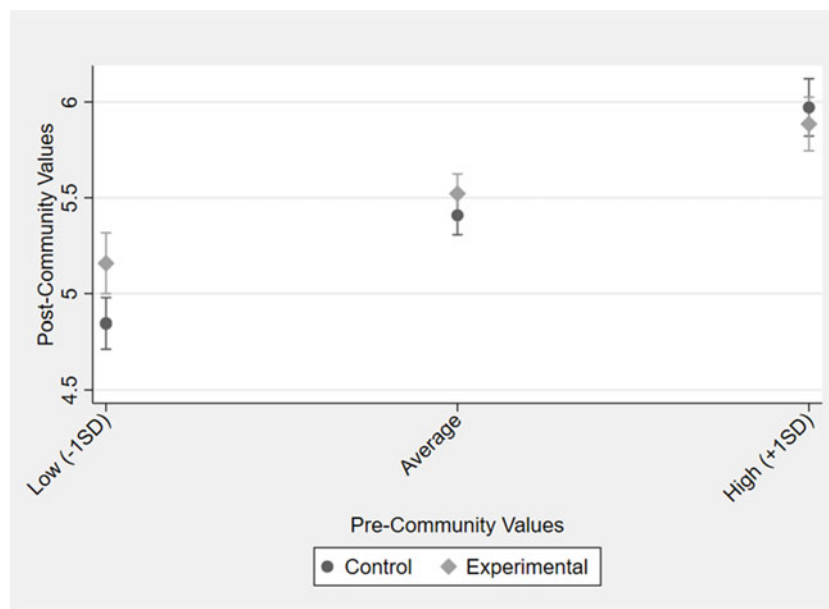 Post-Community Values
6
5.5
5
4.5
Low (-1SD)
Average
High (+1SD)
Pre-Community Values
Control
Experimental